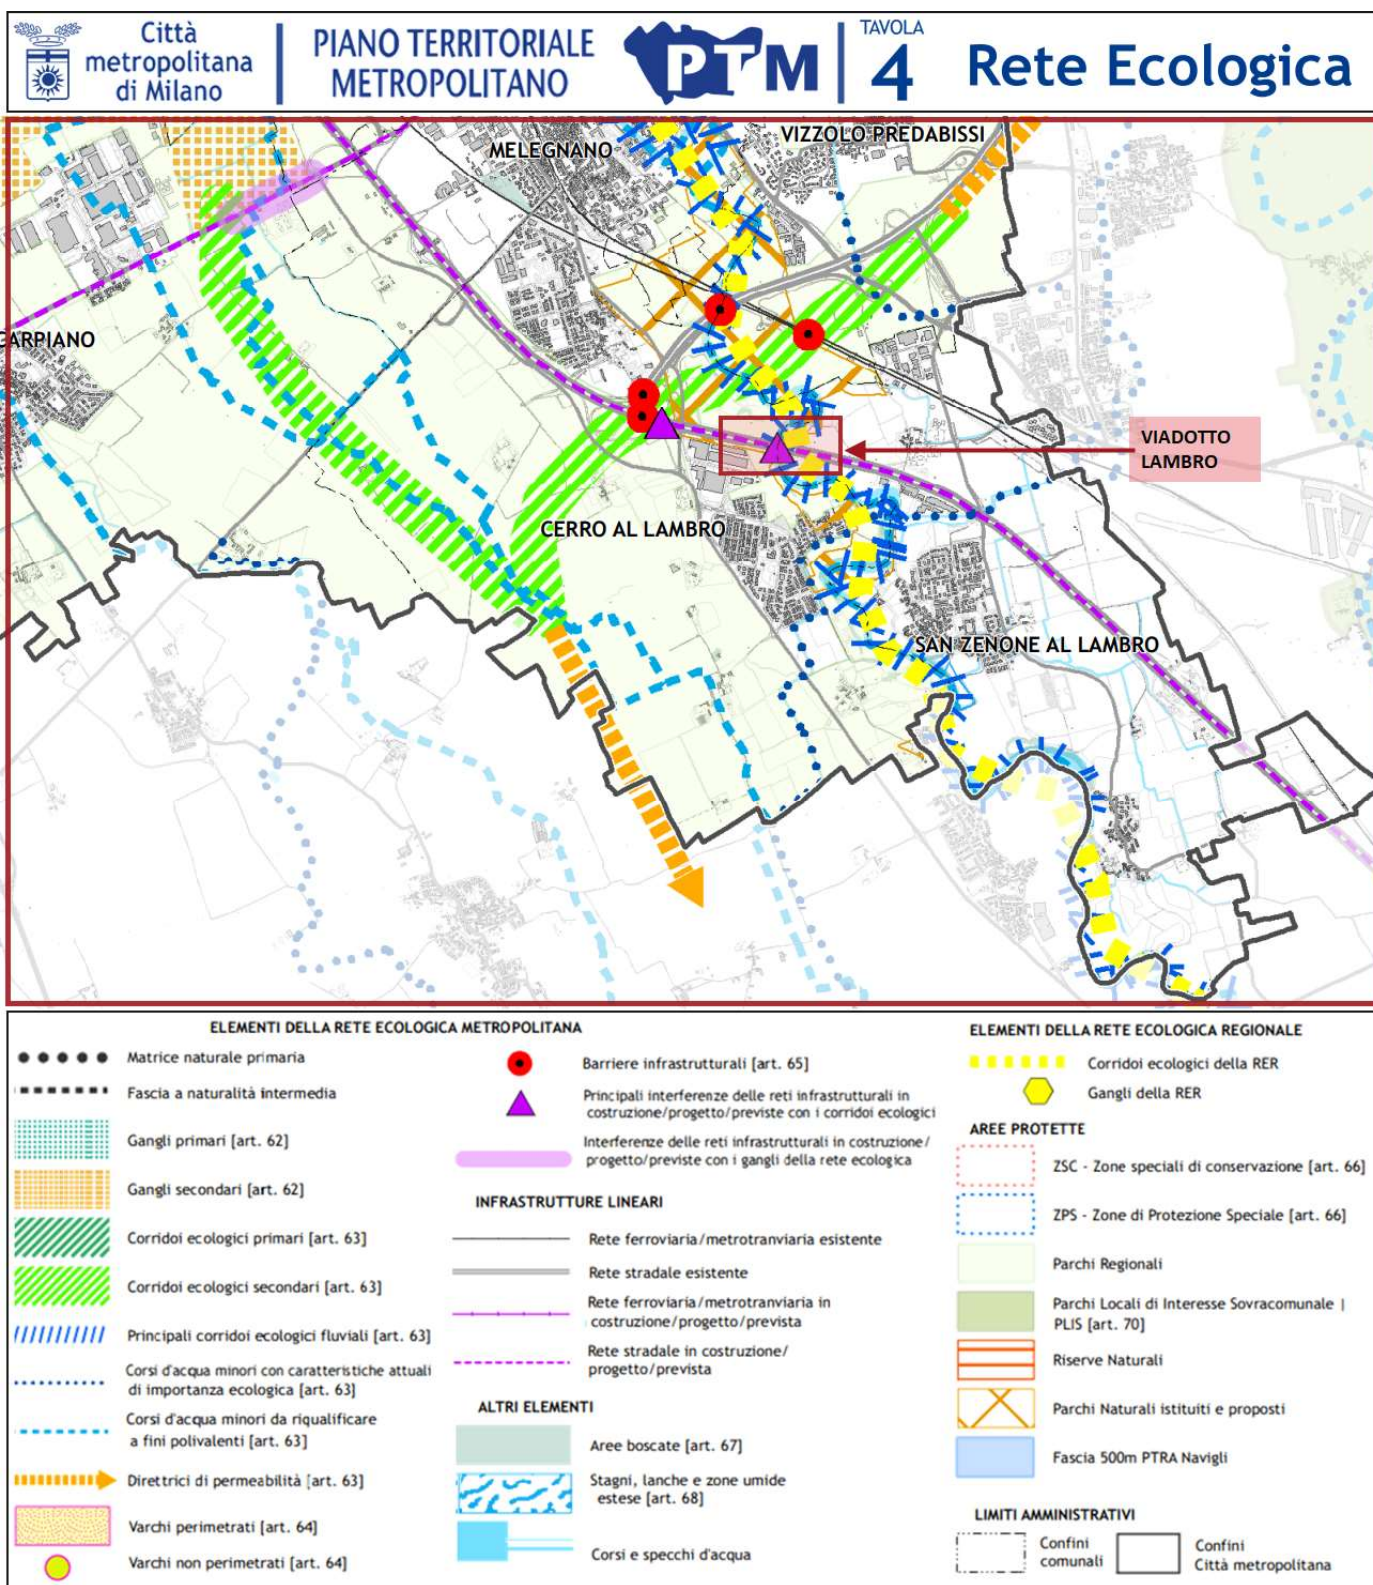 Città
metropolitana
di Milano
PIANO TERRITORIALE
METROPOLITANO
PTM
TAVOLA
4
Rete Ecologica
MELEGNANO
VIZZOLO PREDABISSI
CARPIANO
VIADOTTO
LAMBRO
CERRO AL LAMBRO
SAN ZENONE AL LAMBRO
ELEMENTI DELLA RETE ECOLOGICA METROPOLITANA
Matrice naturale primaria
Fascia a naturalità intermedia
Gangli primari [art. 62]
Gangli secondari [art. 62]
Corridoi ecologici primari [art. 63]
Corridoi ecologici secondari [art. 63]
Principali corridoi ecologici fluviali [art. 63]
Corsi d'acqua minori con caratteristiche attuali
di importanza ecologica [art. 63]
Corsi d'acqua minori da riqualificare
a fini polivalenti [art. 63]
Direttrici di permeabilità [art. 63]
Varchi perimetrati [art. 64]
Varchi non perimetrati [art. 64]
Barriere infrastrutturali [art. 65]
Principali interferenze delle reti infrastrutturali in
costruzione/progetto/previste con i corridoi ecologici
Interferenze delle reti infrastrutturali in costruzione/
progetto/previste con i gangli della rete ecologica
INFRASTRUTTURE LINEARI
Rete ferroviaria/metrotranviaria esistente
Rete stradale esistente
Rete ferroviaria/metrotranviaria in
costruzione/progetto/prevista
Rete stradale in costruzione/
progetto/prevista
ALTRI ELEMENTI
Aree boscate [art. 67]
Stagni, lanche e zone umide
estese [art. 68]
Corsi e specchi d'acqua
ELEMENTI DELLA RETE ECOLOGICA REGIONALE
Corridoi ecologici della RER
Gangli della RER
AREE PROTETTE
ZSC - Zone speciali di conservazione [art. 66]
ZPS - Zone di Protezione Speciale [art. 66]
Parchi Regionali
Parchi Locali di Interesse Sovracomunale |
PLIS [art. 70]
Riserve Naturali
Parchi Naturali istituiti e proposti
Fascia 500m PTRA Navigli
LIMITI AMMINISTRATIVI
Confini
comunali
Confini
Città metropolitana